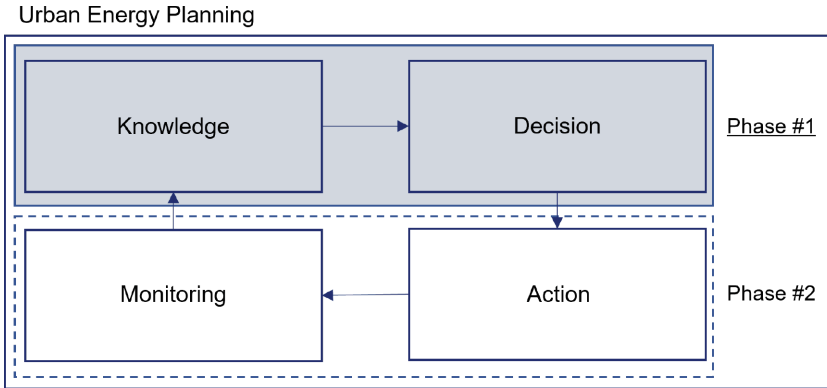 Urban Energy Planning
Knowledge
Decision
Phase #1
Monitoring
Action
Phase #2